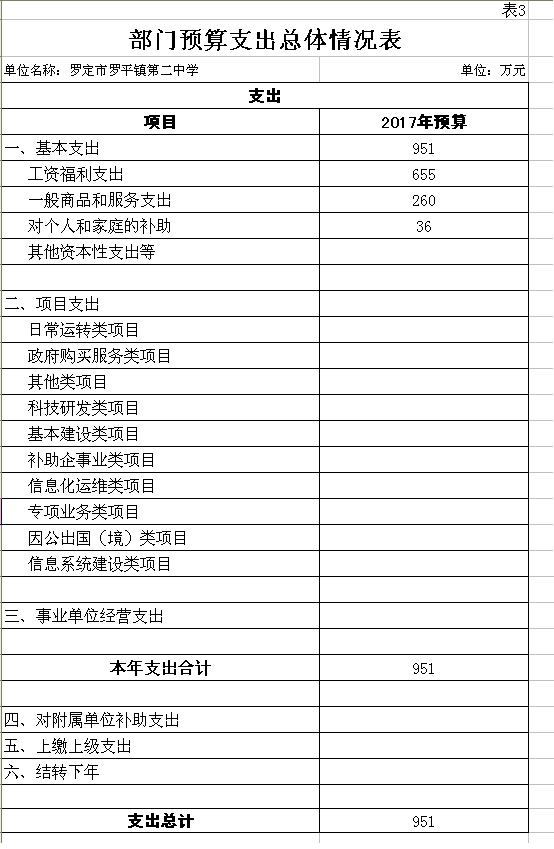 表3
部门预算支出总体情况表
单位名称：罗定市罗平镇第二中学 单位：万元
支出
项目 2017年预算
一、基本支出 951
工资福利支出 655
一般商品和服务支出 260
对个人和家庭的补助 36
其他资本性支出等
二、项目支出
日常运转类项目
政府购买服务类项目
其他类项目
科技研发类项目
基本建设类项目
补助企事业类项目
信息化运维类项目
专项业务类项目
因公出国（境）类项目
信息系统建设类项目
三、事业单位经营支出
本年支出合计 951
四、对附属单位补助支出
五、上缴上级支出
六、结转下年
支出总计 951